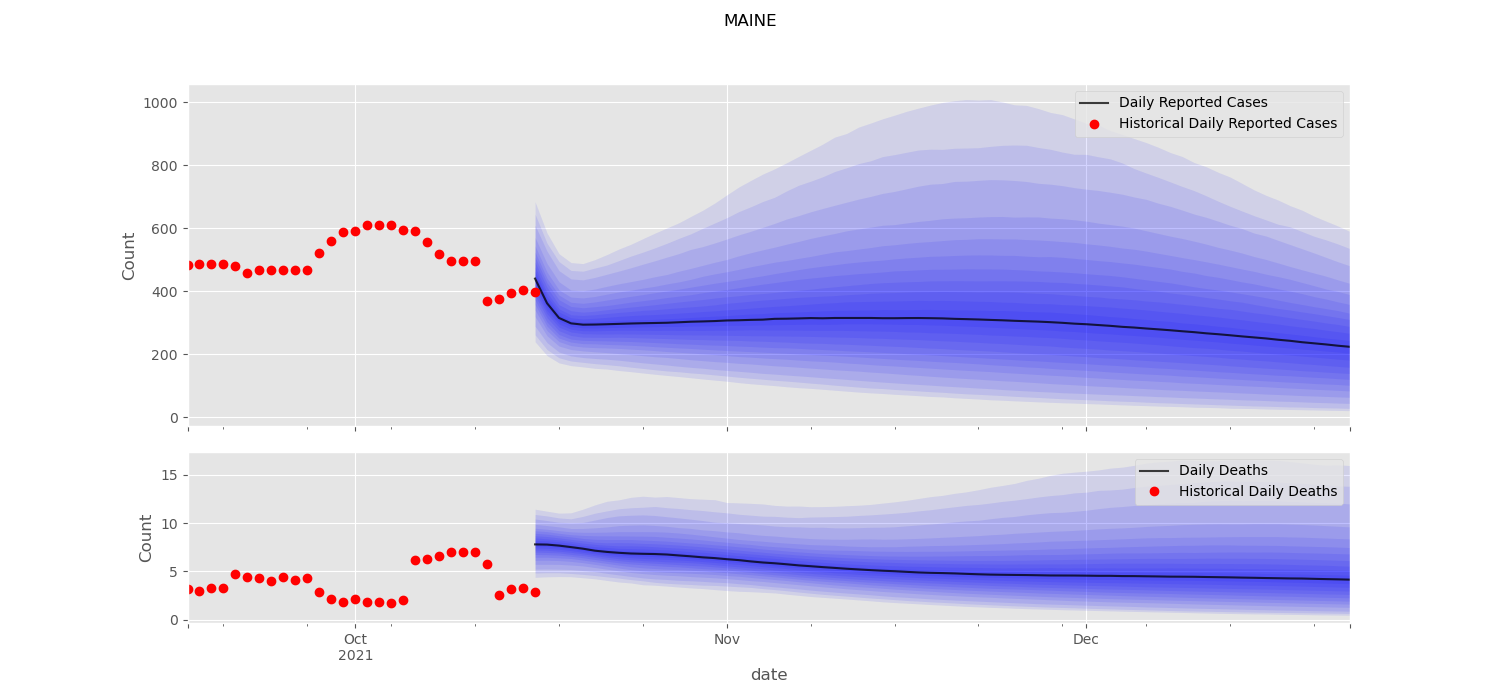 MAINE
Count
1000
800
600
400
200
0
Daily Reported Cases
Historical Daily Reported Cases
Count
15
10
5
0
Daily Deaths
Historical Daily Deaths
Oct
2021
Nov
Dec
date